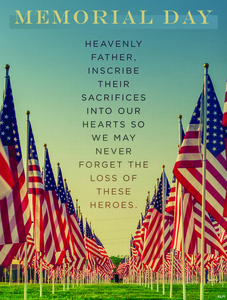 MEMORIAL DAY
HEAVENLY
FATHER,
INSCRIBE
THEIR
SACRIFICES
INTO OUR
HEARTS SO
WE MAY
NEVER
FORGET THE
LOSS OF
THESE
HEROES.